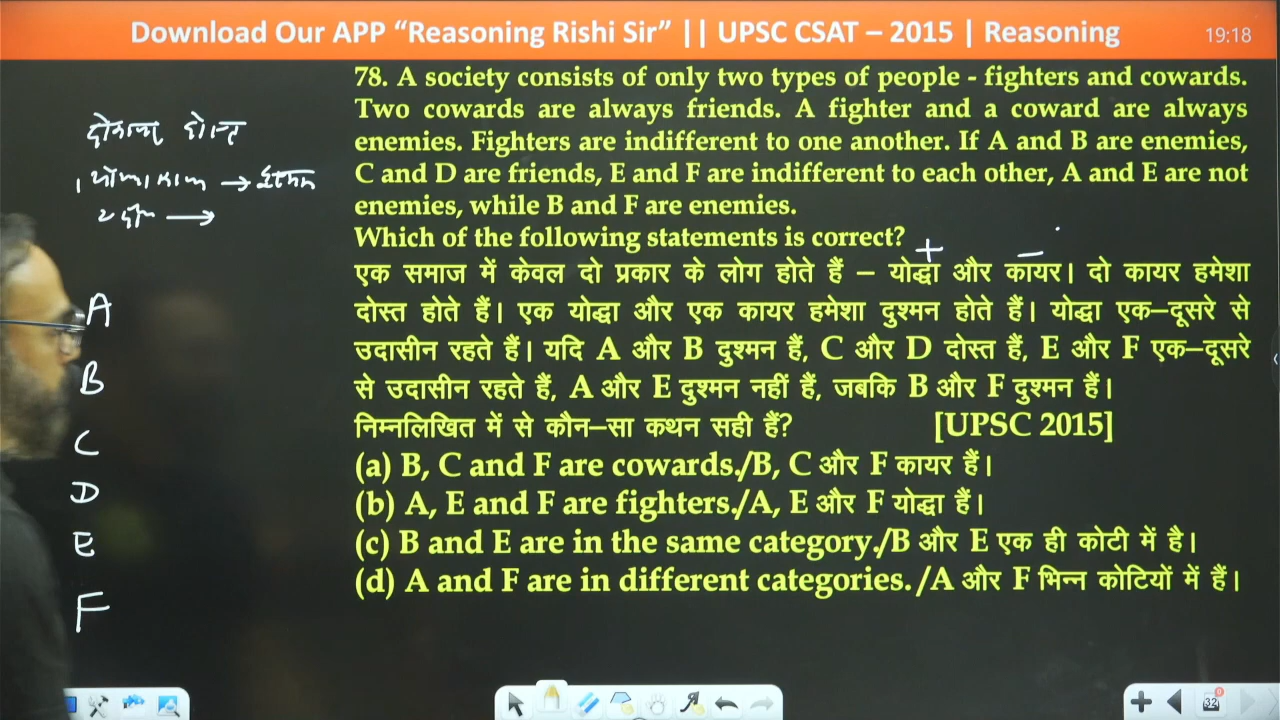 Download Our APP “Reasoning Rishi Sir” || UPSC CSAT – 2015 | Reasoning
19:18
78. A society consists of only two types of people - fighters and cowards.
Two cowards are always friends. A fighter and a coward are always
enemies. Fighters are indifferent to one another. If A and B are enemies,
C and D are friends, E and F are indifferent to each other, A and E are not
enemies, while B and F are enemies.
Which of the following statements is correct?
+ –
एक समाज में केवल दो प्रकार के लोग होते हैं – योद्धा और कायर। दो कायर हमेशा
दोस्त होते हैं। एक योद्धा और एक कायर हमेशा दुश्मन होते हैं। योद्धा एक–दूसरे से
उदासीन रहते हैं। यदि A और B दुश्मन हैं, C और D दोस्त हैं, E और F एक–दूसरे
से उदासीन रहते हैं, A और E दुश्मन नहीं हैं, जबकि B और F दुश्मन हैं।
निम्नलिखित में से कौन–सा कथन सही हैं? [UPSC 2015]
(a) B, C and F are cowards./B, C और F कायर हैं।
(b) A, E and F are fighters./A, E और F योद्धा हैं।
(c) B and E are in the same category./B और E एक ही कोटी में है।
(d) A and F are in different categories. /A और F भिन्न कोटियों में हैं।
A
B
C
D
E
F
32